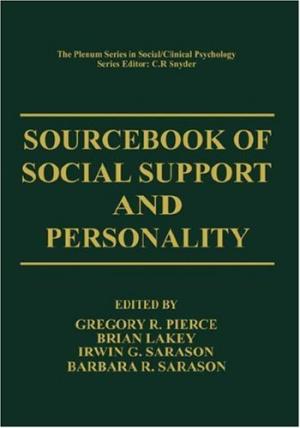 The Plenum Series in Social/Clinical Psychology
Series Editor: C.R Snyder
SOURCEBOOK OF
SOCIAL SUPPORT
AND
PERSONALITY
EDITED BY
GREGORY R. PIERCE
BRIAN LAKEY
IRWIN G. SARASON
BARBARA R. SARASON